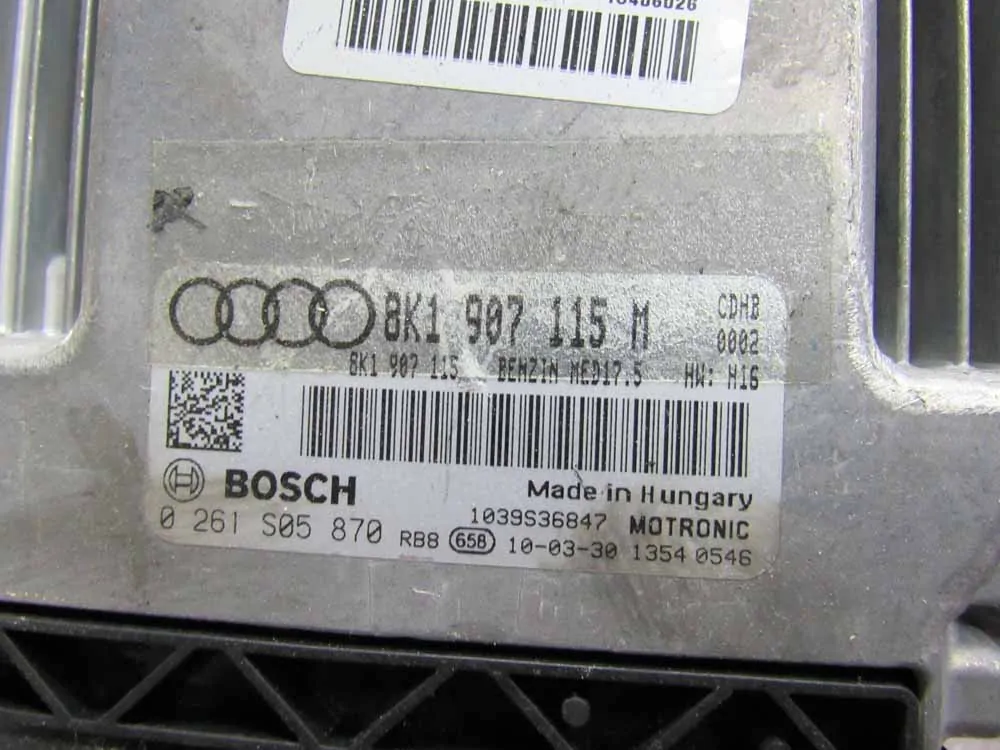 8K1 907 115 M CDHB
0002
8K1 907 115 BENZIN MED17.5 HW: H16
BOSCH Made in Hungary
1039S36847 MOTRONIC
0 261 S05 870 RB8 658 10-03-30 1354 0546